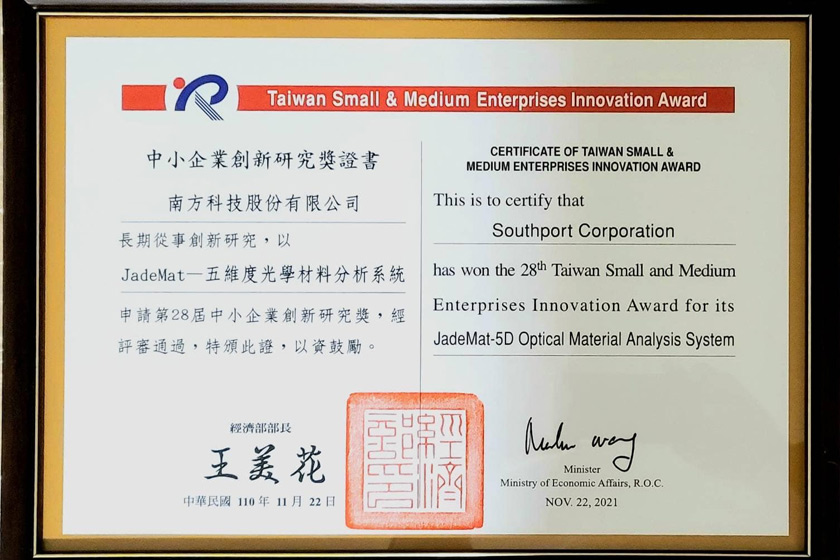 Taiwan Small & Medium Enterprises Innovation Award
中小企業創新研究獎證書
南方科技股份有限公司
長期從事創新研究，以
JadeMat—五維度光學材料分析系統
申請第28屆中小企業創新研究獎，經
評審通過，特頒此證，以資鼓勵。
經濟部部長
王美花
中華民國 110 年 11 月 22 日
經濟部印
CERTIFICATE OF TAIWAN SMALL &
MEDIUM ENTERPRISES INNOVATION AWARD
This is to certify that
Southport Corporation
has won the 28th Taiwan Small and Medium
Enterprises Innovation Award for its
JadeMat-5D Optical Material Analysis System
Minister
Ministry of Economic Affairs, R.O.C.
NOV. 22, 2021